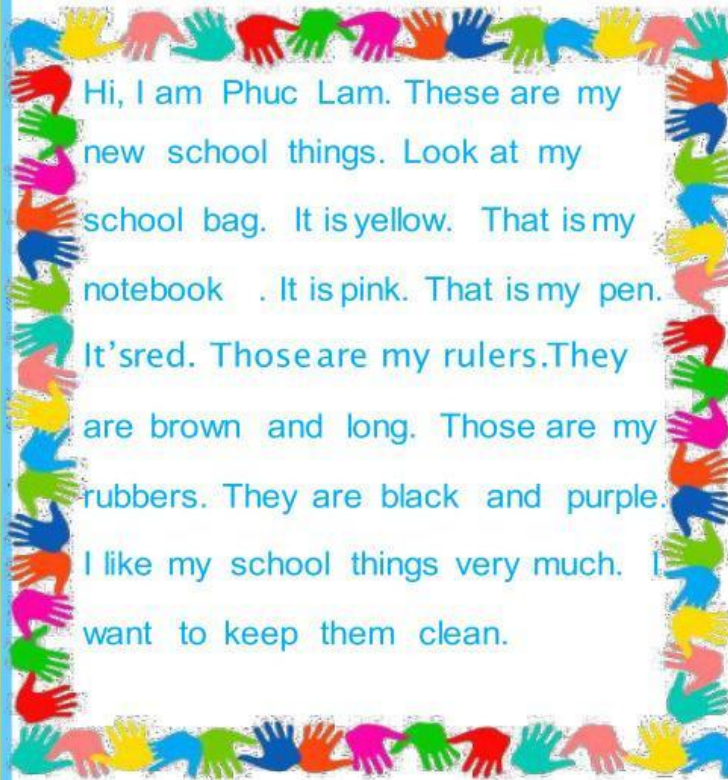 Hi, I am Phuc Lam. These are my
new school things. Look at my
school bag. It is yellow. That is my
notebook . It is pink. That is my pen.
It'sred. Those are my rulers.They
are brown and long. Those are my
rubbers. They are black and purple.
I like my school things very much. I
want to keep them clean.